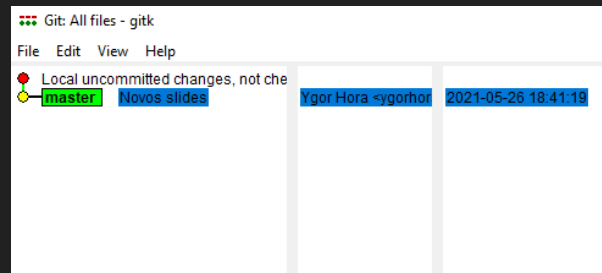 Git: All files - gitk
File Edit View Help
Local uncommitted changes, not che
master Novos slides Ygor Hora <ygorhor 2021-05-26 18:41:19